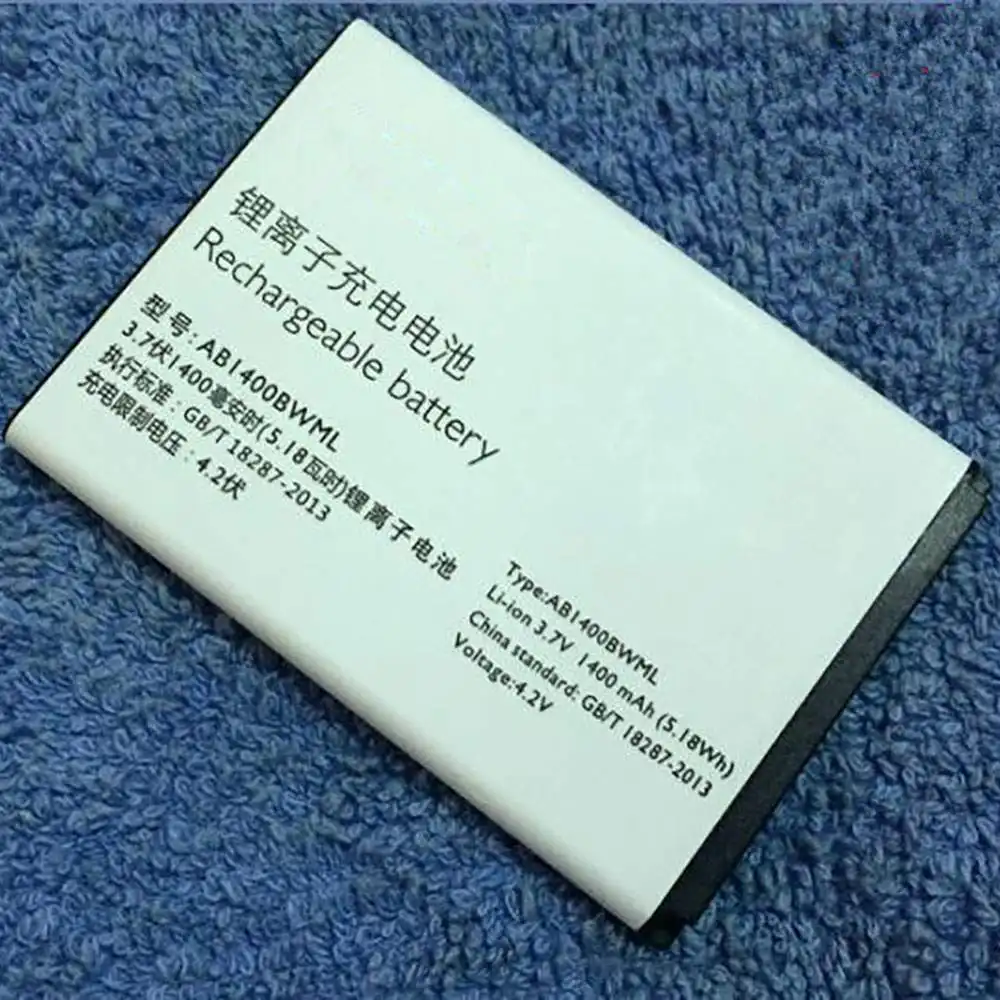 锂离子充电电池
Rechargeable battery
型号:AB1400BWML
3.7伏1400毫安时(5.18瓦时)锂离子电池
执行标准:GB/T 18287-2013
充电限制电压:4.2伏
Type:AB1400BWML
Li-ion 3.7V 1400 mAh (5.18Wh)
China standard: GB/T 18287-2013
Voltage:4.2V